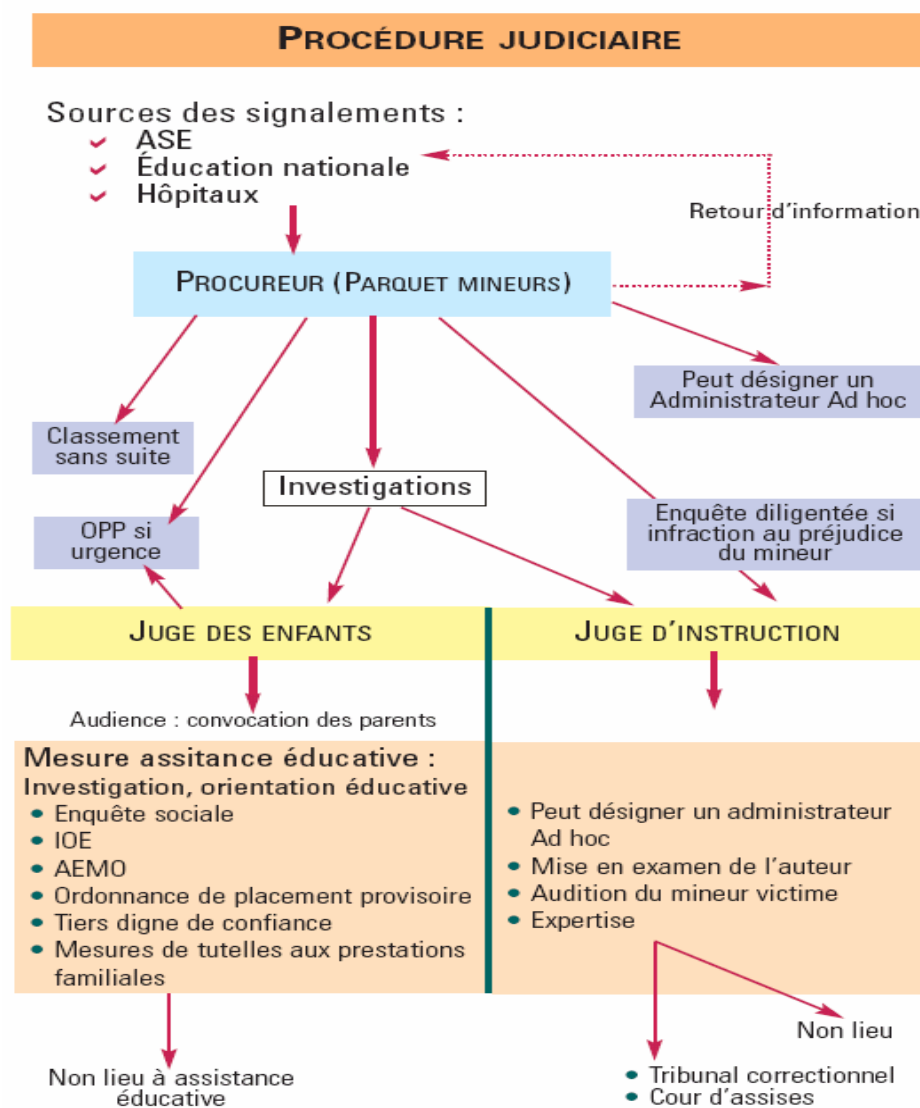 PROCÉDURE JUDICIAIRE
Sources des signalements :
ASE
Éducation nationale
Hôpitaux
Retour d'information
PROCUREUR (PARQUET MINEURS)
Peut désigner un
Administrateur Ad hoc
Classement
sans suite
Investigations
OPP si
urgence
Enquête diligentée si
infraction au préjudice
du mineur
JUGE DES ENFANTS
JUGE D'INSTRUCTION
Audience : convocation des parents
Mesure assitance éducative :
Investigation, orientation éducative
• Enquête sociale
• IOE
• AEMO
• Ordonnance de placement provisoire
• Tiers digne de confiance
• Mesures de tutelles aux prestations
familiales
• Peut désigner un administrateur
Ad hoc
• Mise en examen de l'auteur
• Audition du mineur victime
• Expertise
Non lieu à assistance
éducative
Non lieu
• Tribunal correctionnel
• Cour d'assises